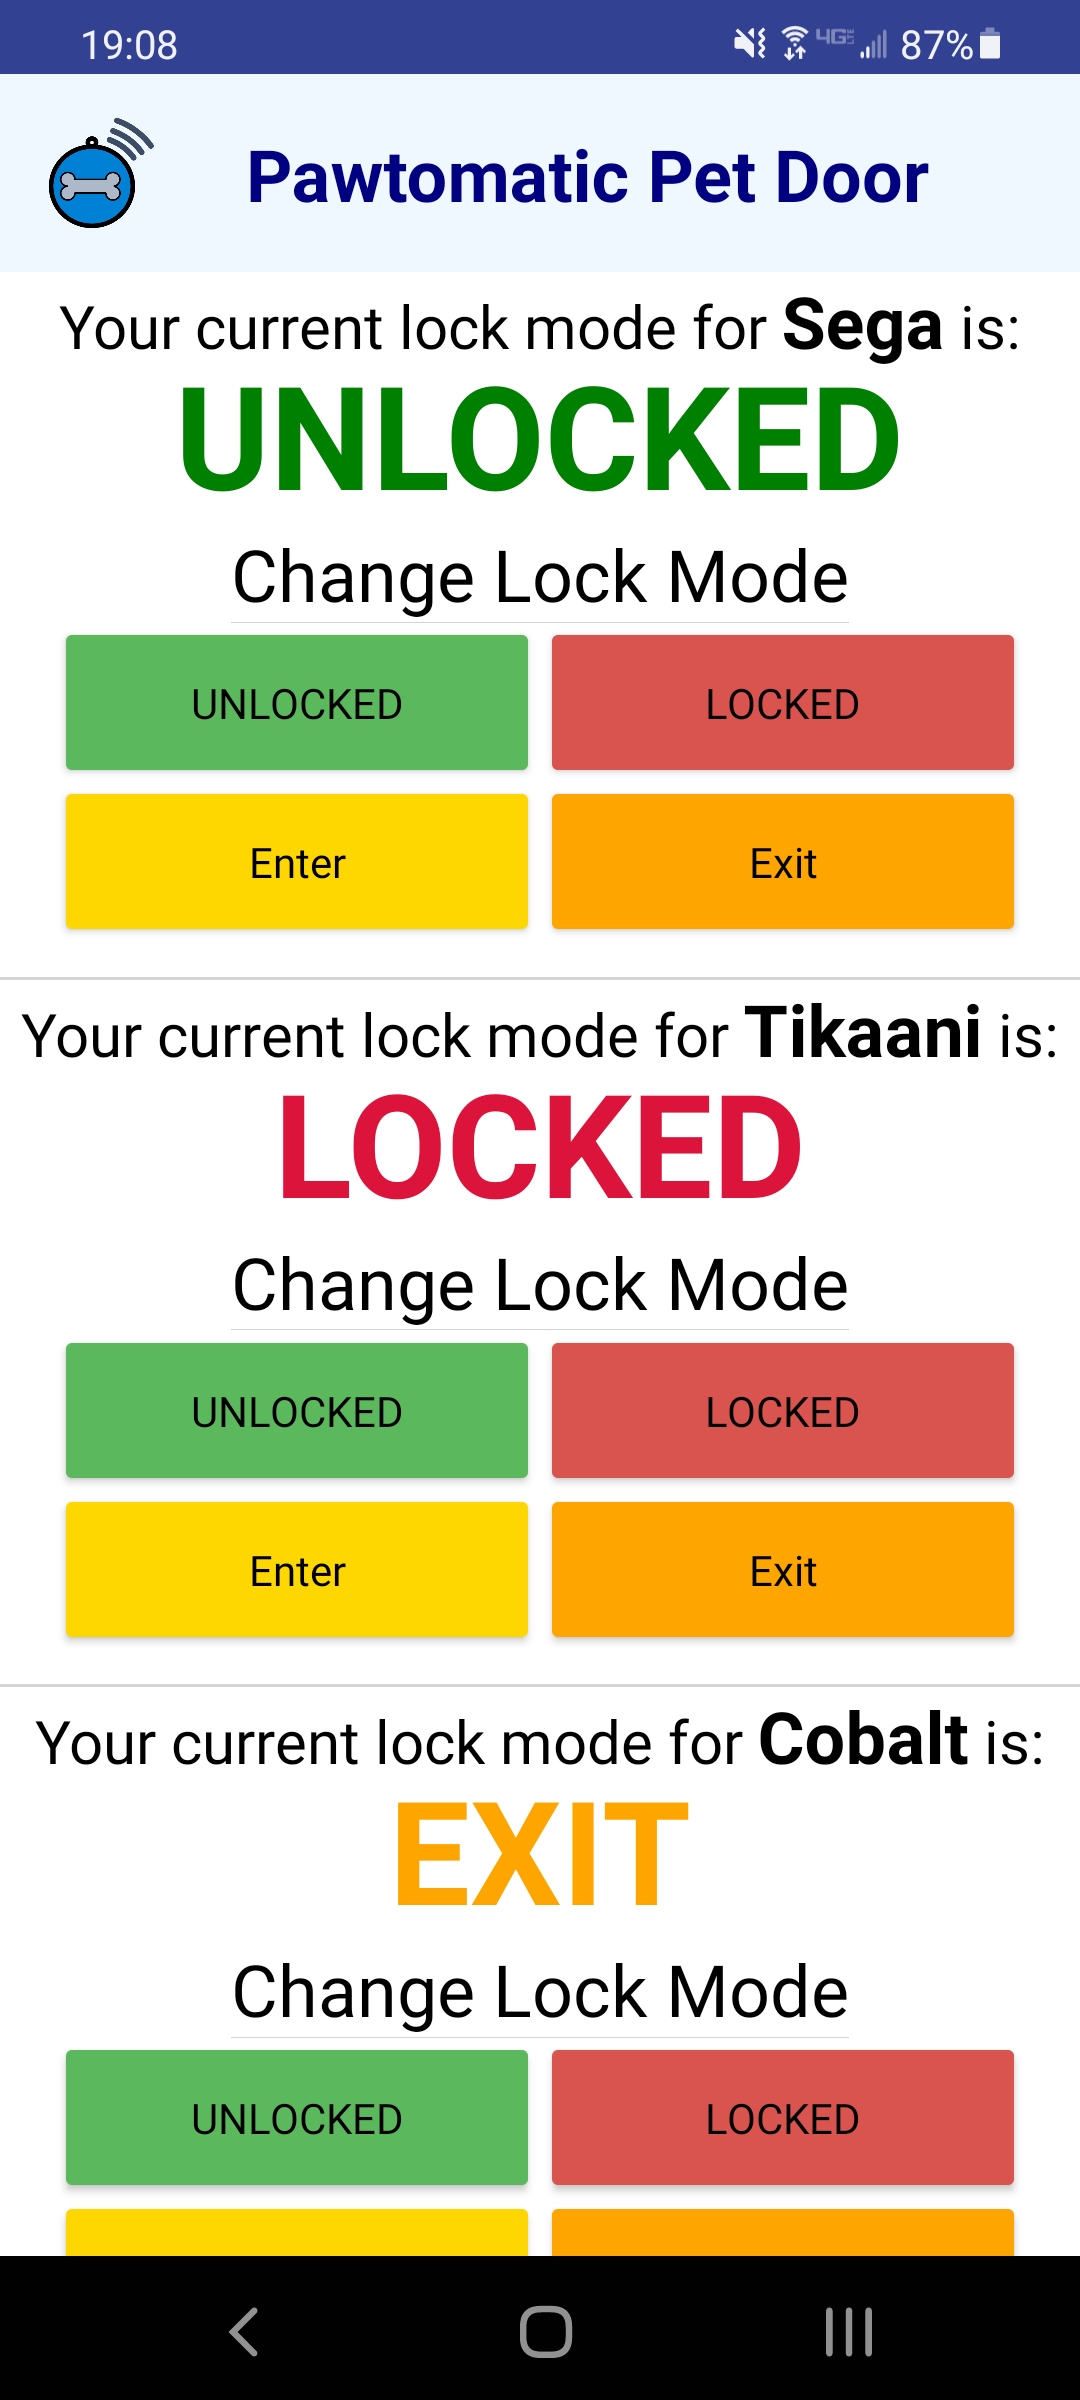 19:08 4G LTE 87%
Pawtomatic Pet Door
Your current lock mode for Sega is:
UNLOCKED
Change Lock Mode
UNLOCKED LOCKED
Enter Exit
Your current lock mode for Tikaani is:
LOCKED
Change Lock Mode
UNLOCKED LOCKED
Enter Exit
Your current lock mode for Cobalt is:
EXIT
Change Lock Mode
UNLOCKED LOCKED